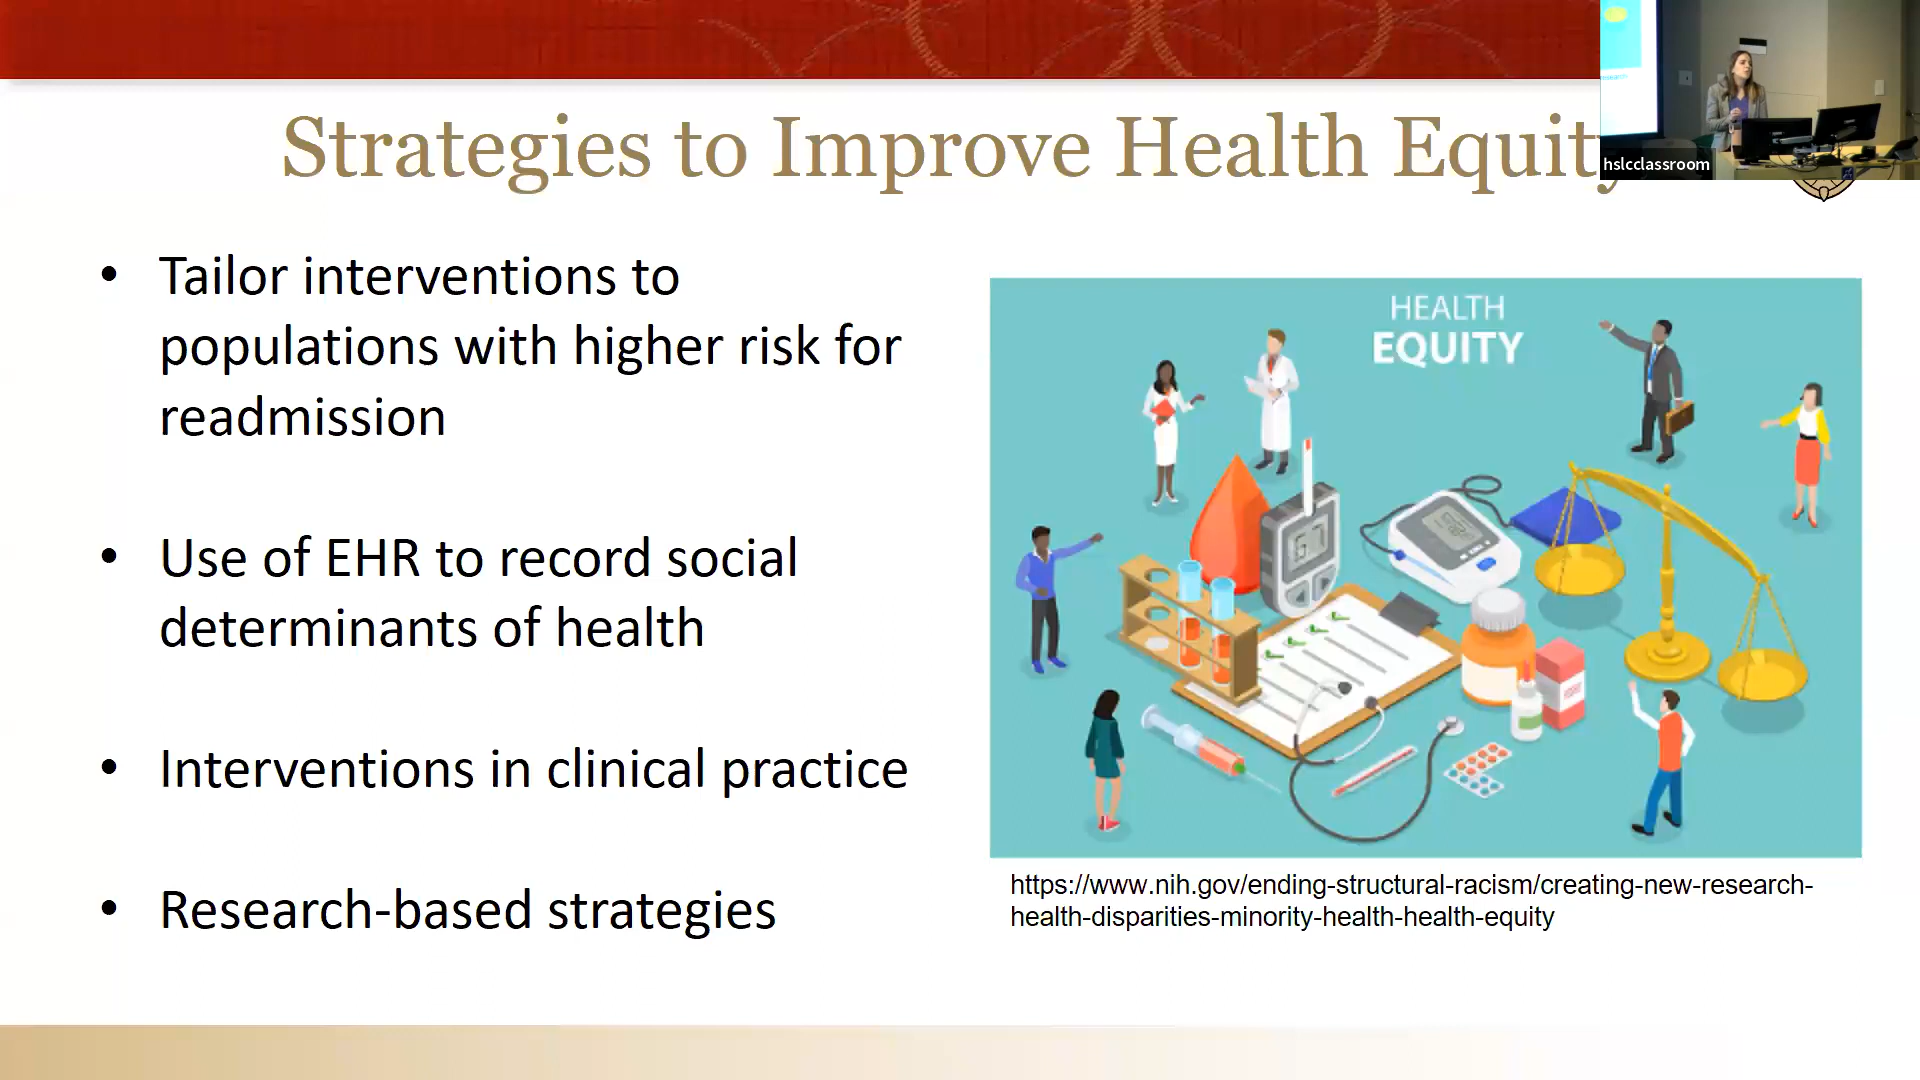 Strategies to Improve Health Equity
hslcclassroom
• Tailor interventions to
populations with higher risk for
readmission
• Use of EHR to record social
determinants of health
• Interventions in clinical practice
• Research-based strategies
HEALTH
EQUITY
https://www.nih.gov/ending-structural-racism/creating-new-research-
health-disparities-minority-health-health-equity